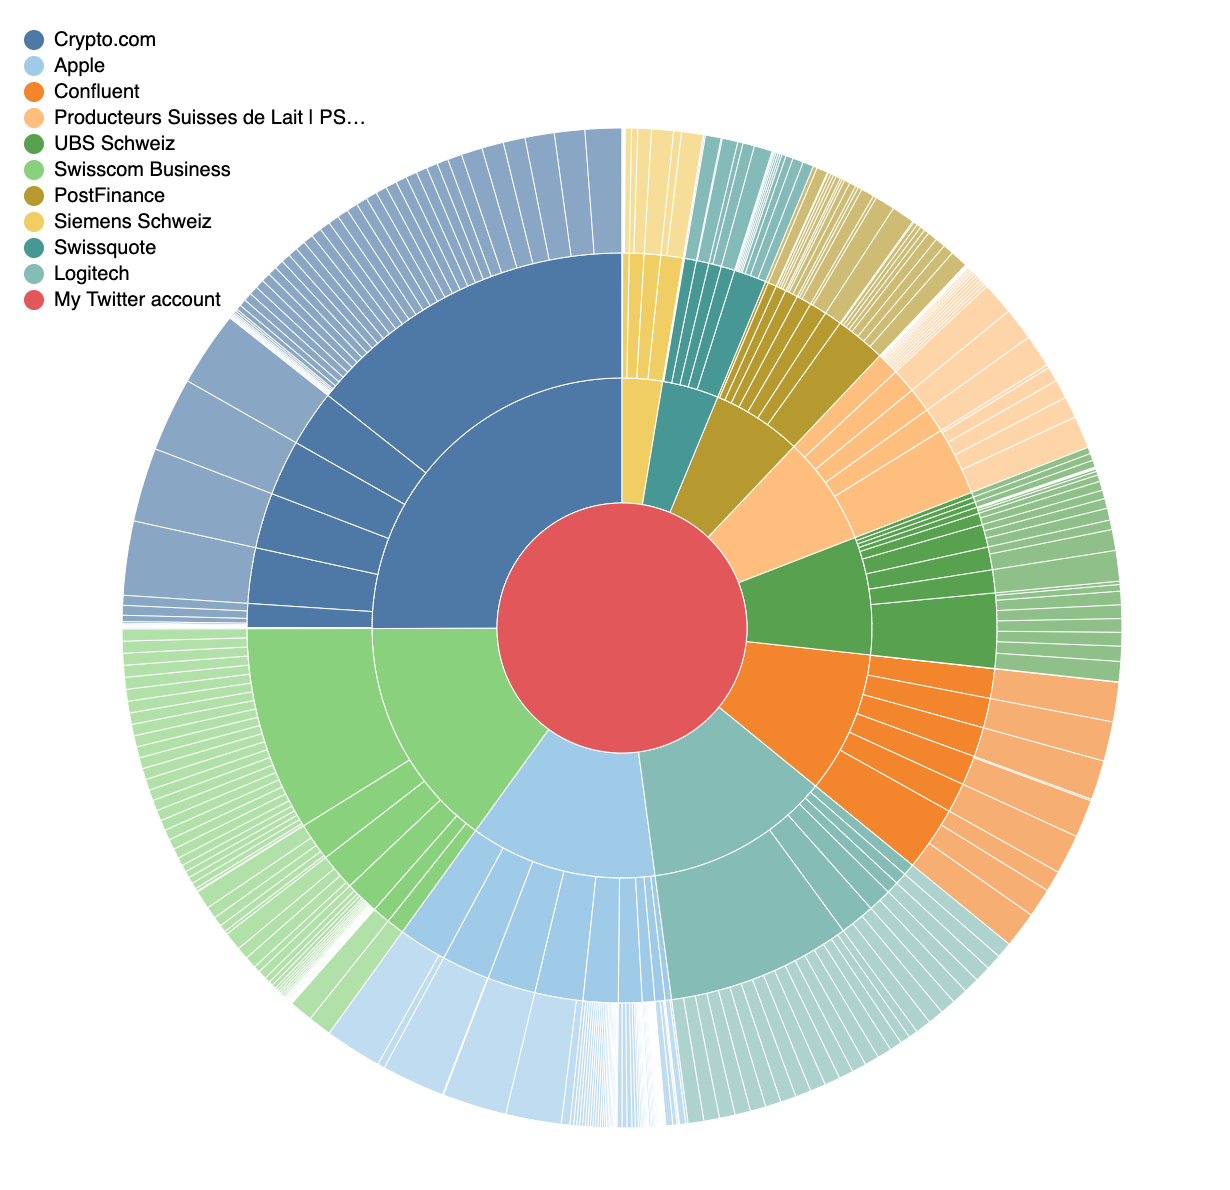 Crypto.com
Apple
Confluent
Producteurs Suisses de Lait l PS…
UBS Schweiz
Swisscom Business
PostFinance
Siemens Schweiz
Swissquote
Logitech
My Twitter account